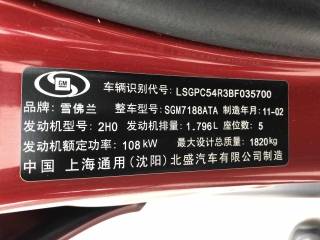 GM
车辆识别代号: LSGPC54R3BF035700
品牌: 雪佛兰 整车型号: SGM7188ATA 制造年月: 11-02
发动机型号: 2H0 发动机排量: 1.796L 座位数: 5
发动机额定功率: 108kW 最大设计总质量: 1820kg
中国 上海通用(沈阳)北盛汽车有限公司制造